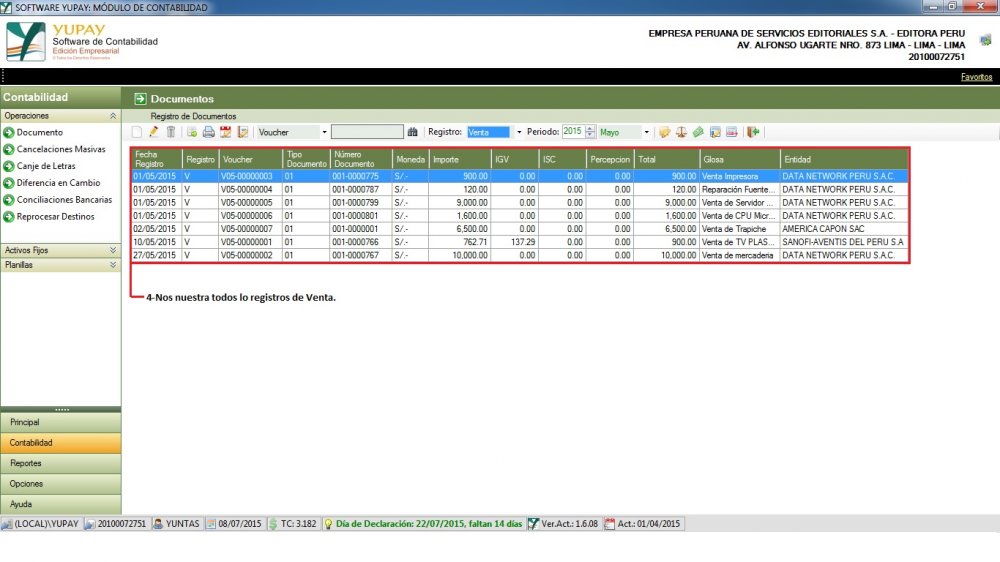 SOFTWARE YUPAY: MÓDULO DE CONTABILIDAD
YUPAY
Software de Contabilidad
Edición Empresarial
© Todos los Derechos Reservados
EMPRESA PERUANA DE SERVICIOS EDITORIALES S.A. - EDITORA PERU
AV. ALFONSO UGARTE NRO. 873 LIMA - LIMA - LIMA
20100072751
Favoritos
Contabilidad
Documentos
Operaciones
Registro de Documentos
Documento
Cancelaciones Masivas
Canje de Letras
Diferencia en Cambio
Conciliaciones Bancarias
Reprocesar Destinos
Activos Fijos
Planillas
Voucher Registro: Venta Periodo: 2015 Mayo
Fecha Registro Registro Voucher Tipo Documento Número Documento Moneda Importe IGV ISC Percepcion Total Glosa Entidad
01/05/2015 V V05-00000003 01 001-0000775 S/.- 900.00 0.00 0.00 0.00 900.00 Venta Impresora DATA NETWORK PERU S.A.C.
01/05/2015 V V05-00000004 01 001-0000787 S/.- 120.00 0.00 0.00 0.00 120.00 Reparación Fuente... DATA NETWORK PERU S.A.C.
01/05/2015 V V05-00000005 01 001-0000799 S/.- 9,000.00 0.00 0.00 0.00 9,000.00 Venta de Servidor ... DATA NETWORK PERU S.A.C.
01/05/2015 V V05-00000006 01 001-0000801 S/.- 1,600.00 0.00 0.00 0.00 1,600.00 Venta de CPU Micr... DATA NETWORK PERU S.A.C.
02/05/2015 V V05-00000007 01 001-0000001 S/.- 6,500.00 0.00 0.00 0.00 6,500.00 Venta de Trapiche AMERICA CAPON SAC
10/05/2015 V V05-00000001 01 001-0000766 S/.- 762.71 137.29 0.00 0.00 900.00 Venta de TV PLAS... SANOFI-AVENTIS DEL PERU S.A
27/05/2015 V V05-00000002 01 001-0000767 S/.- 10,000.00 0.00 0.00 0.00 10,000.00 Venta de mercaderia DATA NETWORK PERU S.A.C.
4-Nos nuestra todos lo registros de Venta.
Principal
Contabilidad
Reportes
Opciones
Ayuda
(LOCAL)\YUPAY 20100072751 YUNTAS 08/07/2015 TC: 3.182 Día de Declaración: 22/07/2015, faltan 14 días Ver.Act.: 1.6.08 Act.: 01/04/2015